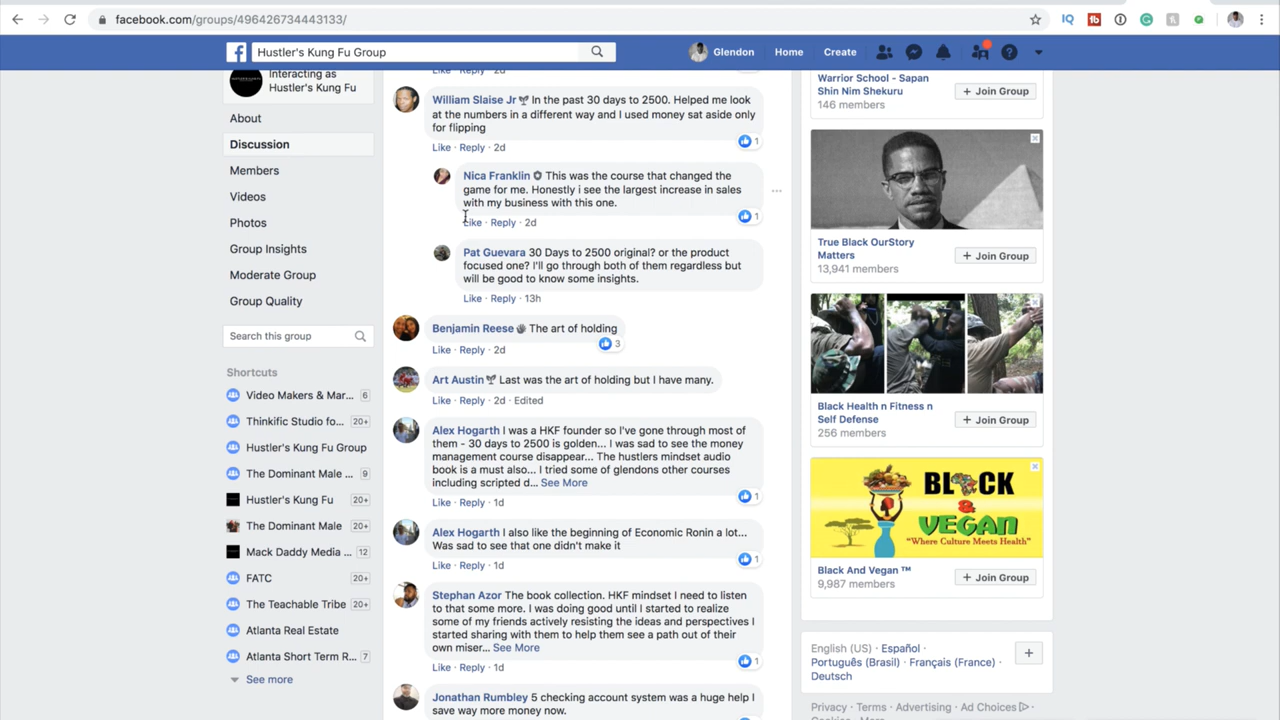 facebook.com/groups/496426734443133/
Hustler's Kung Fu Group
Glendon
Home
Create
Interacting as
Hustler's Kung Fu
About
Discussion
Members
Videos
Photos
Group Insights
Moderate Group
Group Quality
Search this group
Shortcuts
Video Makers & Mar... 6
Thinkific Studio fo... 20+
Hustler's Kung Fu Group
The Dominant Male ... 9
Hustler's Kung Fu 20+
The Dominant Male 20+
Mack Daddy Media ... 12
FATC 20+
The Teachable Tribe 20+
Atlanta Real Estate
Atlanta Short Term R... 7
See more
Like · Reply · 2d
William Slaise Jr In the past 30 days to 2500. Helped me look
at the numbers in a different way and I used money sat aside only
for flipping
1
Like · Reply · 2d
Nica Franklin This was the course that changed the
game for me. Honestly i see the largest increase in sales
with my business with this one.
1
Like · Reply · 2d
Pat Guevara 30 Days to 2500 original? or the product
focused one? I'll go through both of them regardless but
will be good to know some insights.
Like · Reply · 13h
Benjamin Reese The art of holding
3
Like · Reply · 2d
Art Austin Last was the art of holding but I have many.
Like · Reply · 2d · Edited
Alex Hogarth I was a HKF founder so I've gone through most of
them - 30 days to 2500 is golden... I was sad to see the money
management course disappear... The hustlers mindset audio
book is a must also... I tried some of glendons other courses
including scripted d... See More
1
Like · Reply · 1d
Alex Hogarth I also like the beginning of Economic Ronin a lot...
Was sad to see that one didn't make it
1
Like · Reply · 1d
Stephan Azor The book collection. HKF mindset I need to listen
to that some more. I was doing good until I started to realize
some of my friends actively resisting the ideas and perspectives I
started sharing with them to help them see a path out of their
own miser... See More
1
Like · Reply · 1d
Jonathan Rumbley 5 checking account system was a huge help I
save way more money now.
Warrior School - Sapan
Shin Nim Shekuru
146 members
+ Join Group
True Black OurStory
Matters
13,941 members
+ Join Group
Black Health n Fitness n
Self Defense
256 members
+ Join Group
BLACK
&
VEGAN
"Where Culture Meets Health"
Black And Vegan ™
9,987 members
+ Join Group
English (US) · Español ·
Português (Brasil) · Français (France) ·
Deutsch
Privacy · Terms · Advertising · Ad Choices ·